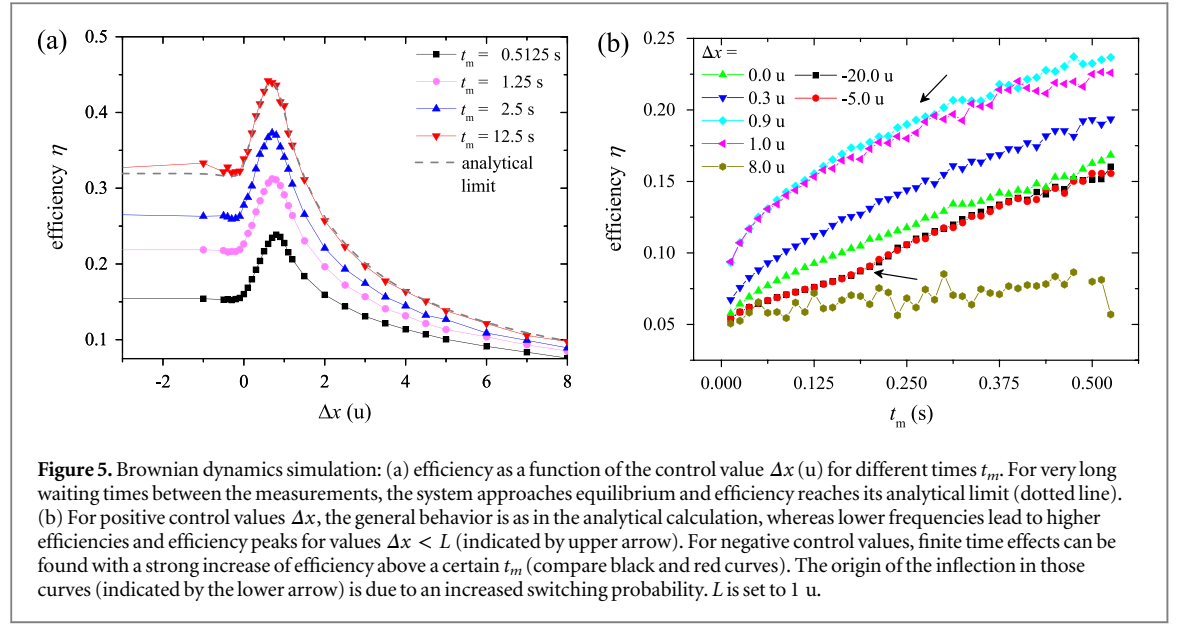 (a)
0.5
0.4
0.3
0.2
0.1
efficiency η
-2
0
2
4
6
8
Δx (u)
t_m = 0.5125 s
t_m = 1.25 s
t_m = 2.5 s
t_m = 12.5 s
analytical
limit
(b)
0.25
0.20
0.15
0.10
0.05
efficiency η
0.000
0.125
0.250
0.375
0.500
t_m (s)
Δx =
0.0 u
0.3 u
0.9 u
1.0 u
8.0 u
-20.0 u
-5.0 u
Figure 5. Brownian dynamics simulation: (a) efficiency as a function of the control value Δx (u) for different times t_m. For very long
waiting times between the measurements, the system approaches equilibrium and efficiency reaches its analytical limit (dotted line).
(b) For positive control values Δx, the general behavior is as in the analytical calculation, whereas lower frequencies lead to higher
efficiencies and efficiency peaks for values Δx < L (indicated by upper arrow). For negative control values, finite time effects can be
found with a strong increase of efficiency above a certain t_m (compare black and red curves). The origin of the inflection in those
curves (indicated by the lower arrow) is due to an increased switching probability. L is set to 1 u.